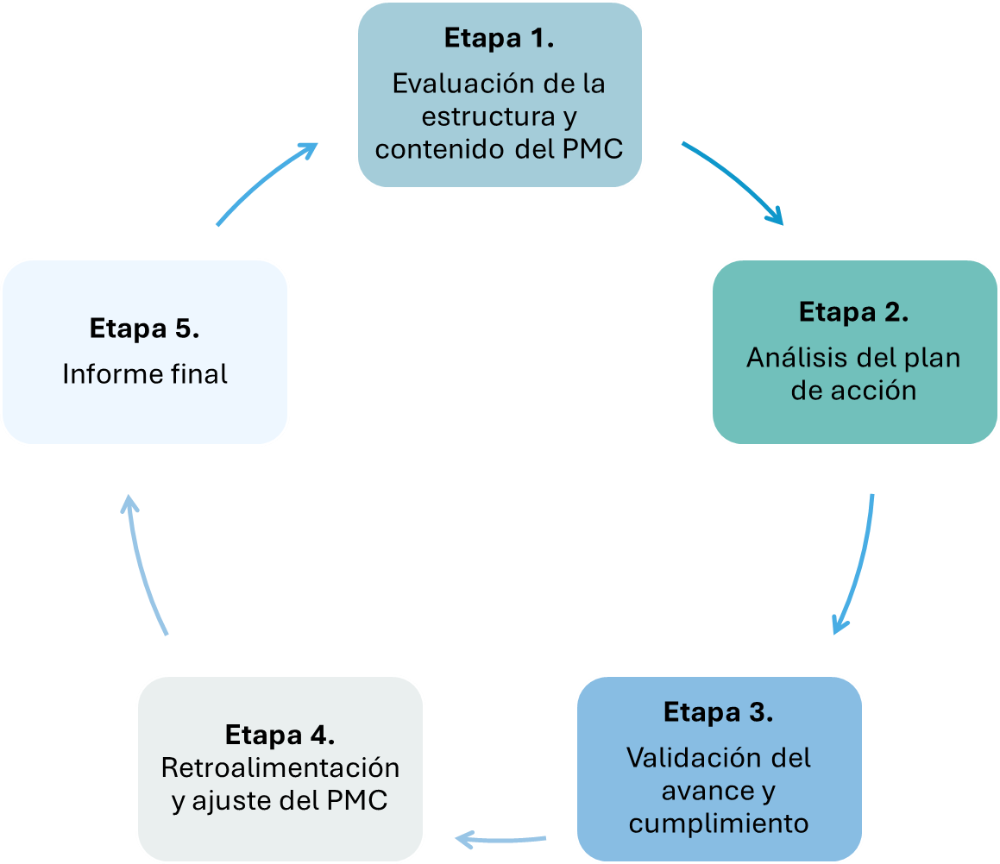 Etapa 1.
Evaluación de la
estructura y
contenido del PMC
Etapa 2.
Análisis del plan
de acción
Etapa 3.
Validación del
avance y
cumplimiento
Etapa 4.
Retroalimentación
y ajuste del PMC
Etapa 5.
Informe final